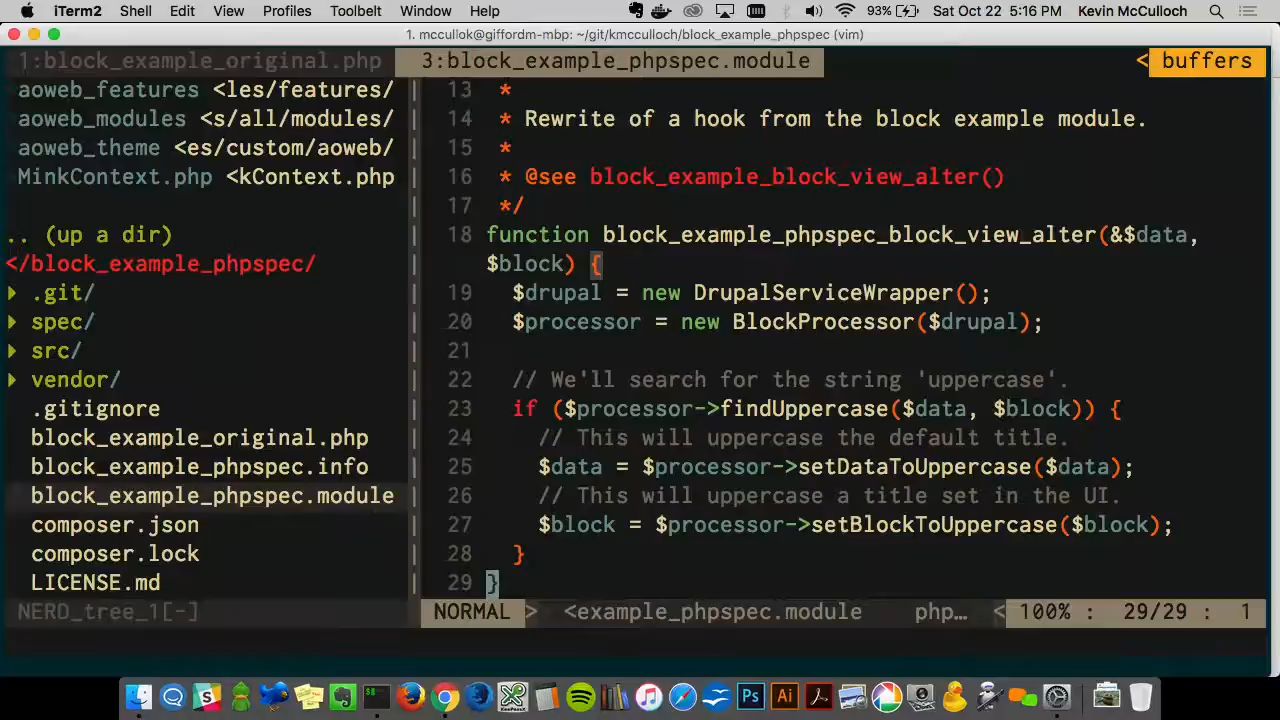 iTerm2 Shell Edit View Profiles Toolbelt Window Help 93% Sat Oct 22 5:16 PM Kevin McCulloch
1. mccullok@giffordm-mbp: ~/git/kmcculloch/block_example_phpspec (vim)
1:block_example_original.php 3:block_example_phpspec.module < buffers
aoweb_features <les/features/
aoweb_modules <s/all/modules/
aoweb_theme <es/custom/aoweb/
MinkContext.php <kContext.php
.. (up a dir)
</block_example_phpspec/
▸ .git/
▸ spec/
▸ src/
▸ vendor/
.gitignore
block_example_original.php
block_example_phpspec.info
block_example_phpspec.module
composer.json
composer.lock
LICENSE.md
NERD_tree_1[-]
13 *
14 * Rewrite of a hook from the block example module.
15 *
16 * @see block_example_block_view_alter()
17 */
18 function block_example_phpspec_block_view_alter(&$data,
$block) {
19 $drupal = new DrupalServiceWrapper();
20 $processor = new BlockProcessor($drupal);
21
22 // We'll search for the string 'uppercase'.
23 if ($processor->findUppercase($data, $block)) {
24 // This will uppercase the default title.
25 $data = $processor->setDataToUppercase($data);
26 // This will uppercase a title set in the UI.
27 $block = $processor->setBlockToUppercase($block);
28 }
29 }
NORMAL > <example_phpspec.module php… < 100% : 29/29 : 1
Ps Ai